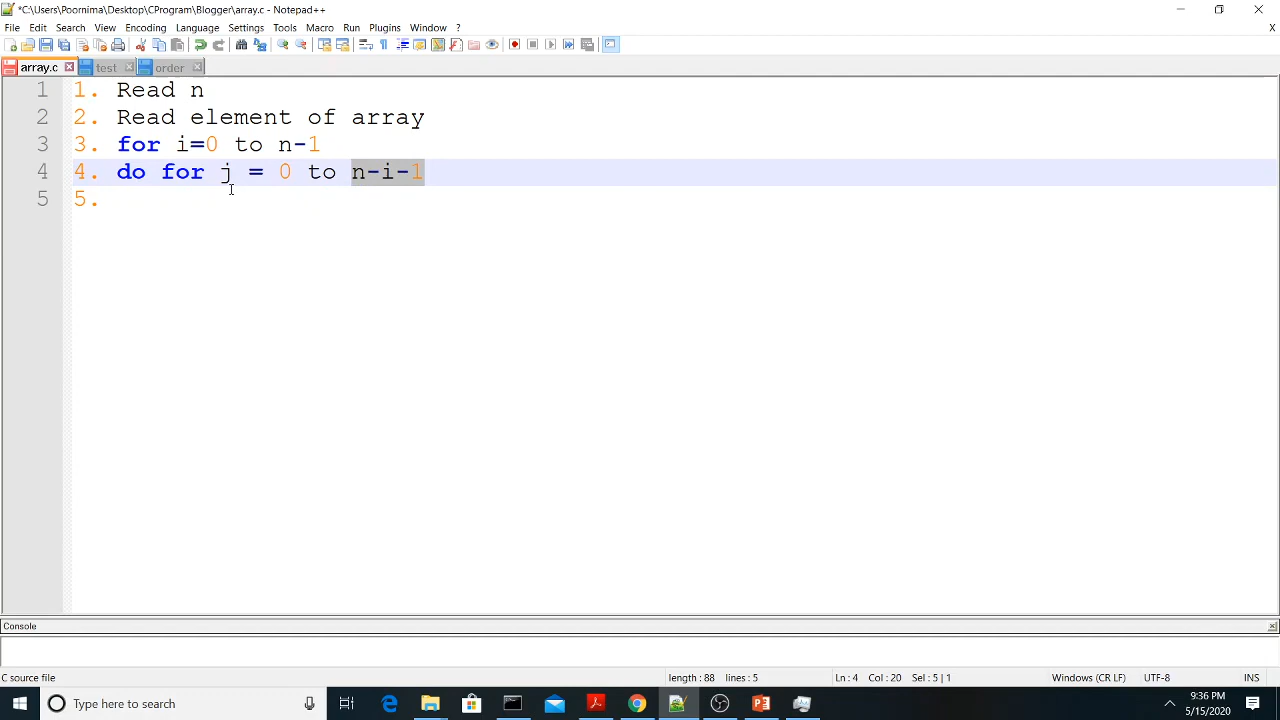 *C:\Users\Poornima\Desktop\CProgram\Blogger\array.c - Notepad++
File Edit Search View Encoding Language Settings Tools Macro Run Plugins Window ? X
array.c test order
1 1. Read n
2 2. Read element of array
3 3. for i=0 to n-1
4 4. do for j = 0 to n-i-1
5 5.
Console
C source file length : 88 lines : 5 Ln : 4 Col : 20 Sel : 5 | 1 Windows (CR LF) UTF-8 INS
Type here to search
9:36 PM
5/15/2020